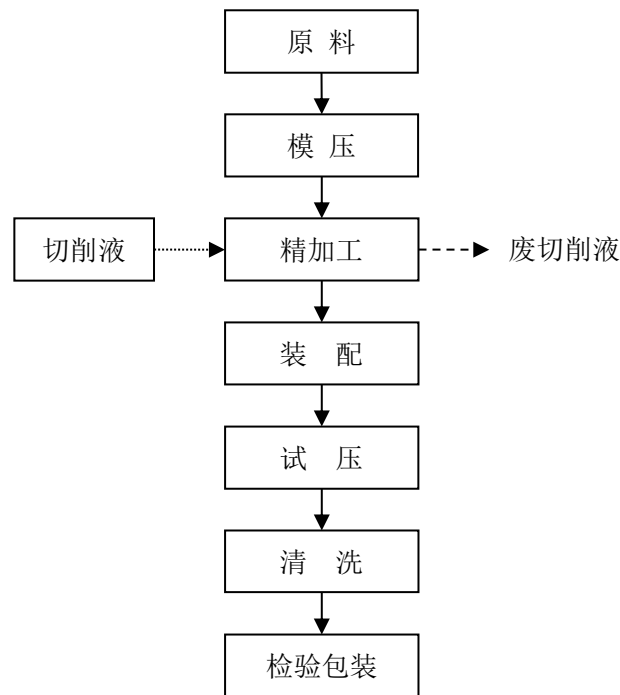 原 料
模 压
切削液
精加工
废切削液
装 配
试 压
清 洗
检验包装